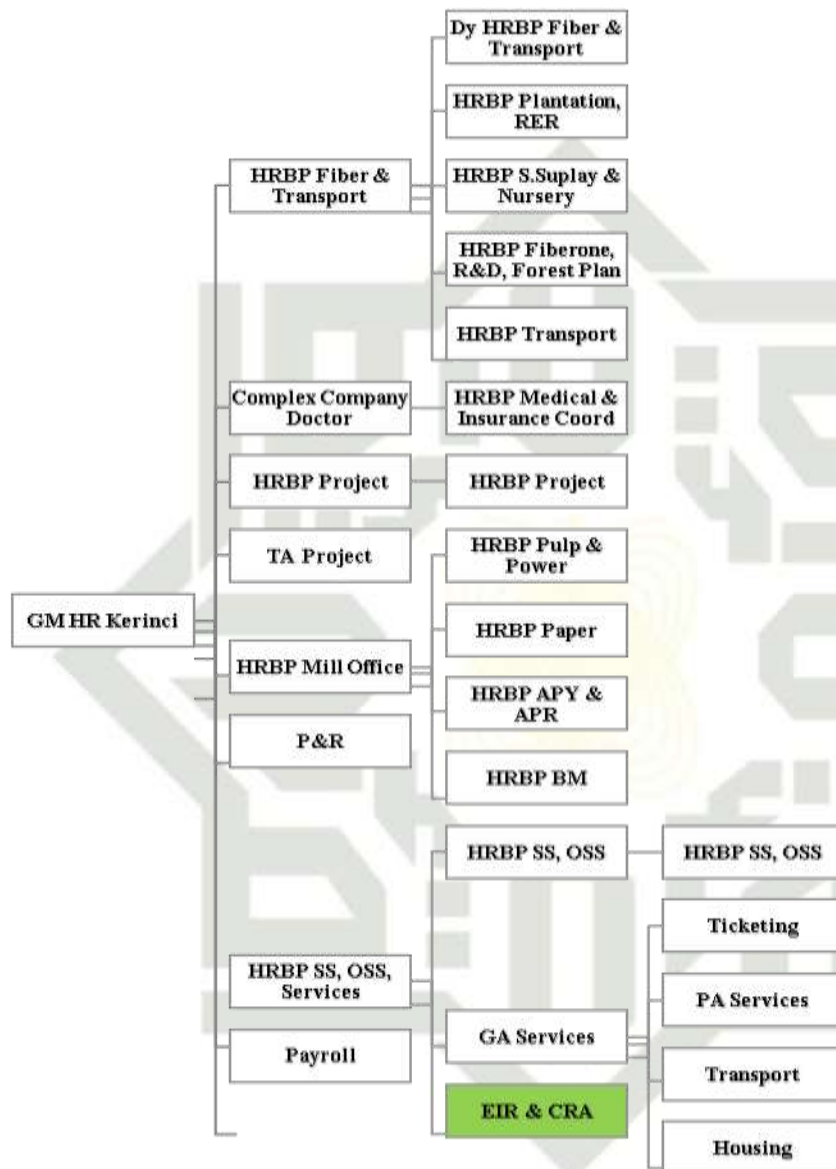 Dy HRBP Fiber &
Transport
HRBP Plantation,
RER
HRBP Fiber &
Transport
HRBP S.Suplay &
Nursery
HRBP Fiberone,
R&D, Forest Plan
HRBP Transport
Complex Company
Doctor
HRBP Medical &
Insurance Coord
HRBP Project
HRBP Project
TA Project
HRBP Pulp &
Power
GM HR Kerinci
HRBP Mill Office
HRBP Paper
HRBP APY &
APR
P&R
HRBP BM
HRBP SS, OSS
HRBP SS, OSS
Ticketing
HRBP SS, OSS,
Services
PA Services
GA Services
Payroll
Transport
EIR & CRA
Housing